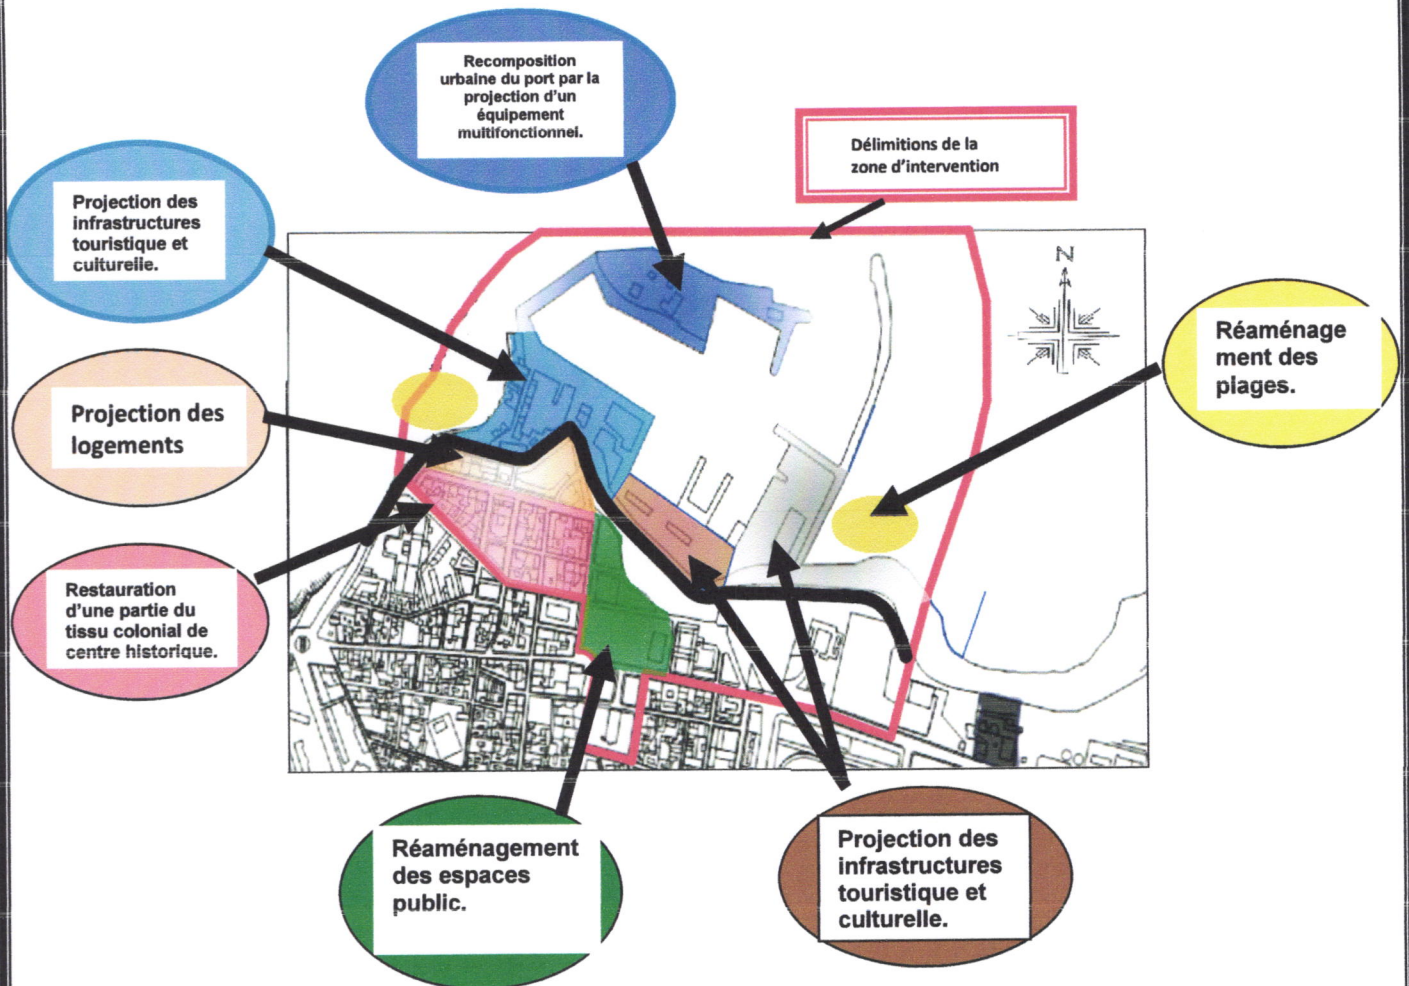 Recomposition
urbaine du port par la
projection d'un
équipement
multifonctionnel.
Délimitions de la
zone d'intervention
Projection des
infrastructures
touristique et
culturelle.
N
Réaménage
ment des
plages.
Projection des
logements
Restauration
d'une partie du
tissu colonial de
centre historique.
Réaménagement
des espaces
public.
Projection des
infrastructures
touristique et
culturelle.